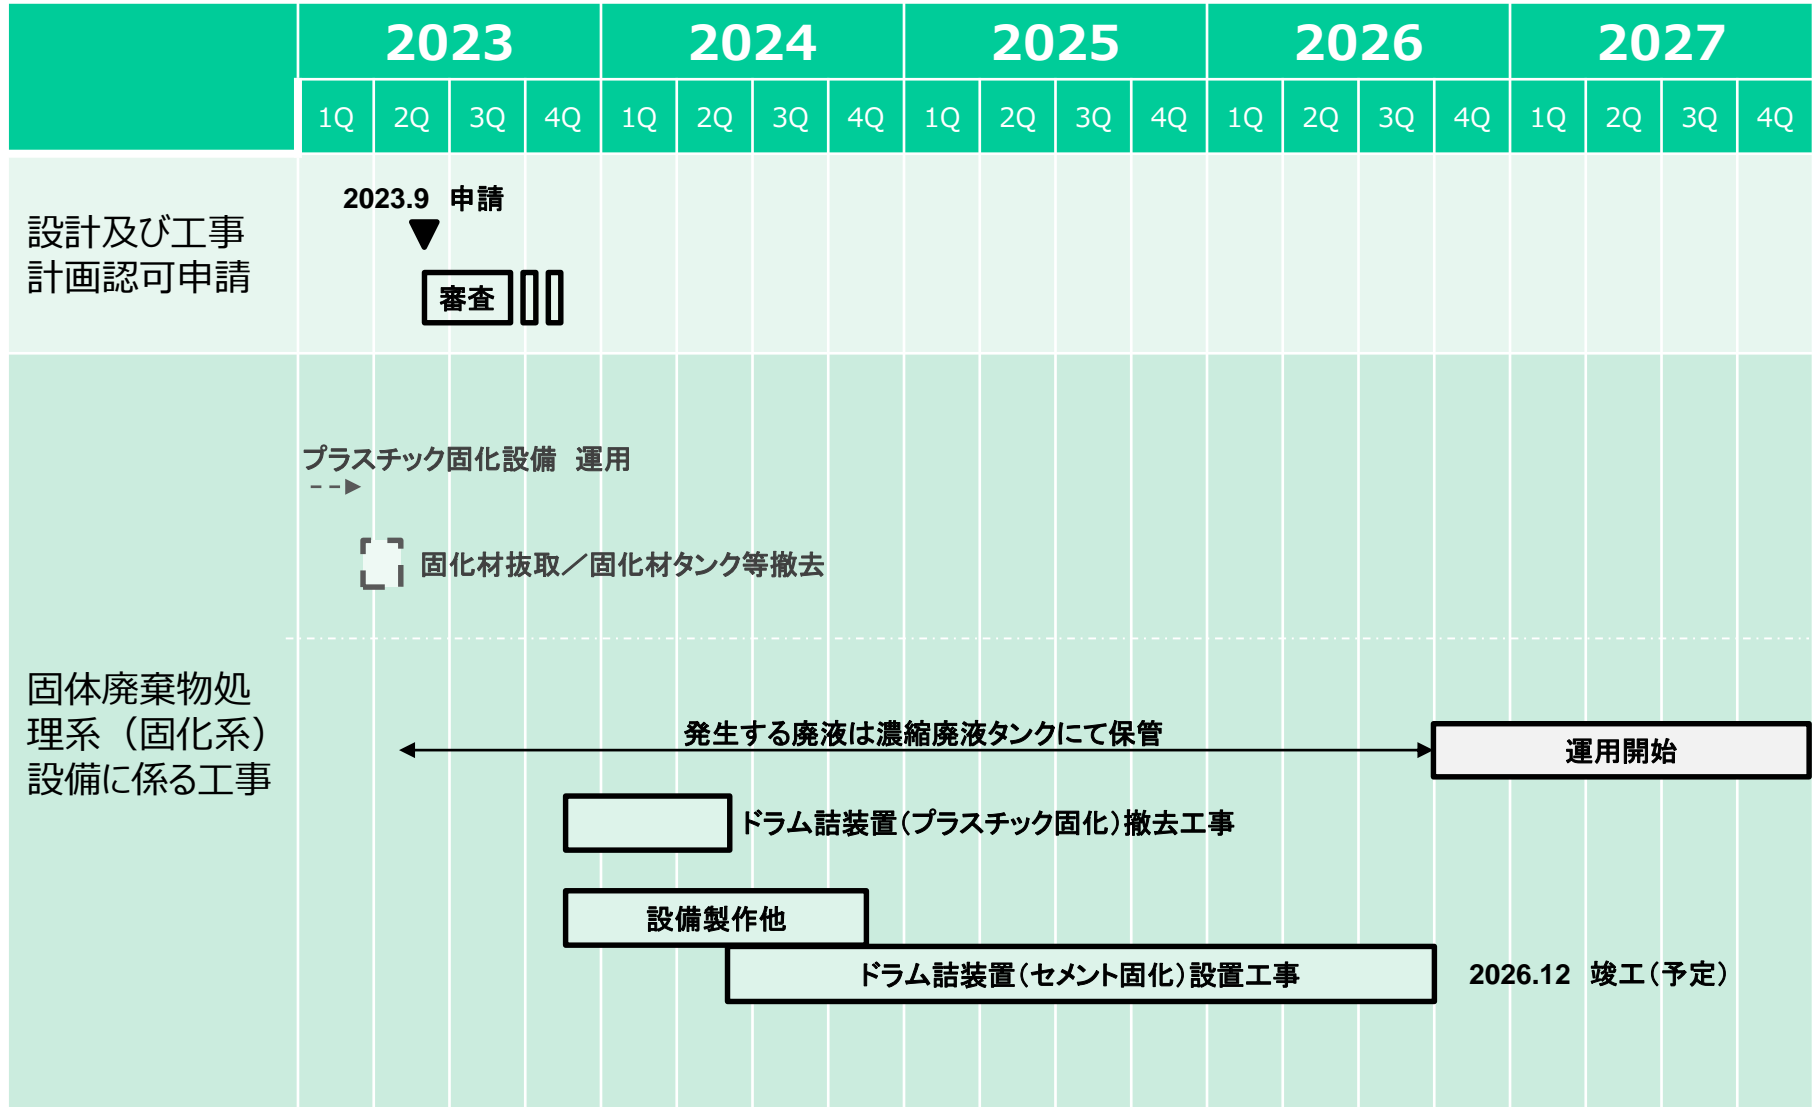 2023 2024 2025 2026 2027
1Q 2Q 3Q 4Q 1Q 2Q 3Q 4Q 1Q 2Q 3Q 4Q 1Q 2Q 3Q 4Q 1Q 2Q 3Q 4Q
設計及び工事
計画認可申請
2023.9 申請
審査
固体廃棄物処
理系（固化系）
設備に係る工事
プラスチック固化設備 運用
固化材抜取／固化材タンク等撤去
発生する廃液は濃縮廃液タンクにて保管
運用開始
ドラム詰装置（プラスチック固化）撤去工事
設備製作他
ドラム詰装置（セメント固化）設置工事
2026.12 竣工（予定）